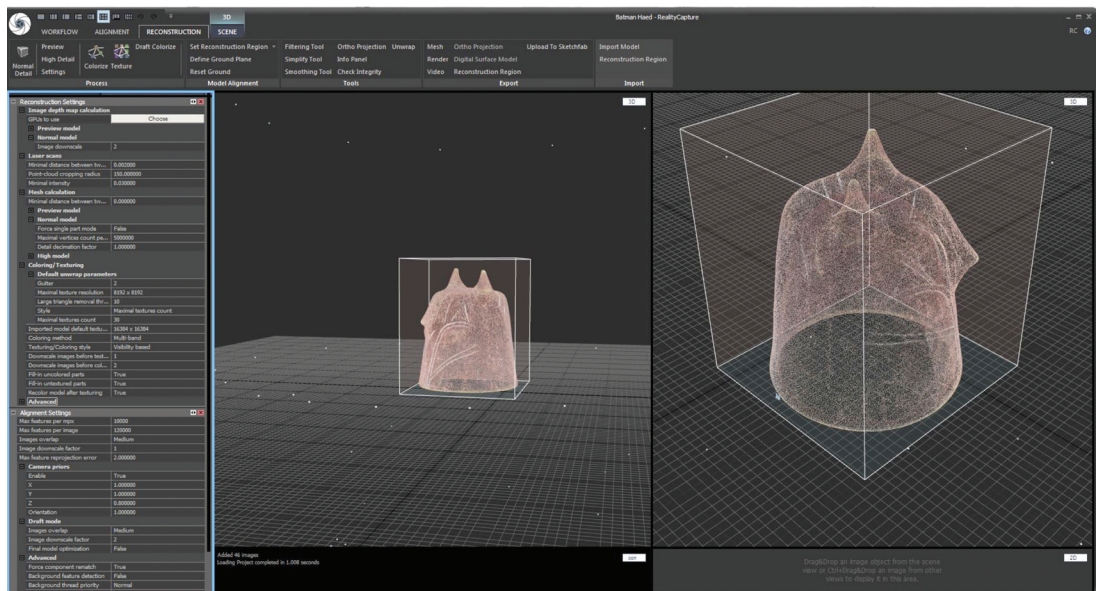 Batman Haed - RealityCapture
3D
WORKFLOW ALIGNMENT RECONSTRUCTION SCENE RC
Preview Draft Colorize Set Reconstruction Region Filtering Tool Ortho Projection Unwrap Mesh Ortho Projection Upload To Sketchfab Import Model
High Detail Define Ground Plane Simplify Tool Info Panel Render Digital Surface Model Reconstruction Region
Normal Detail Settings Colorize Texture Reset Ground Smoothing Tool Check Integrity Video Reconstruction Region
Process Model Alignment Tools Export Import
Reconstruction Settings
Image depth map calculation
GPUs to use Choose
Preview model
Normal model
Image downscale 2
Laser scans
Minimal distance between tw... 0.002000
Point-cloud cropping radius 150.000000
Minimal intensity 0.030000
Mesh calculation
Minimal distance between tw... 0.000000
Preview model
Normal model
Force single part mode False
Maximal vertices count pe... 5000000
Detail decimation factor 1.000000
High model
Coloring/Texturing
Default unwrap parameters
Gutter 2
Maximal texture resolution 8192 x 8192
Large triangle removal thr... 10
Style Maximal textures count
Maximal textures count 30
Imported model default textu... 16384 x 16384
Coloring method Multi-band
Texturing/Coloring style Visibility based
Downscale images before text... 1
Downscale images before col... 2
Fill-in uncolored parts True
Fill-in untextured parts True
Recolor model after texturing True
Advanced
Alignment Settings
Max features per mpx 10000
Max features per image 120000
Images overlap Medium
Image downscale factor 1
Max feature reprojection error 2.000000
Camera priors
Enable True
X 1.000000
Y 1.000000
Z 0.800000
Orientation 1.000000
Draft mode
Images overlap Medium
Image downscale factor 2
Final model optimization False
Advanced
Force component rematch True
Background feature detection False
Background thread priority Normal
3D
3D
Added 46 images
Loading Project completed in 1.008 seconds
con
Drag&Drop an image object from the scene
view or Ctrl+Drag&Drop an image from other
views to display it in this area.
2D